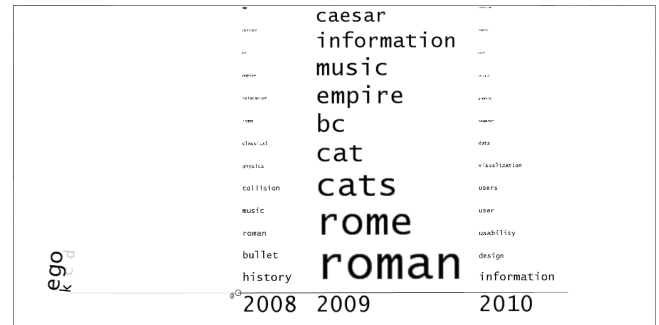 caesar
information
music
empire
bc
cat
cats
rome
roman
classical
physics
collision
music
roman
bullet
history
data
visualization
users
user
usability
design
information
ego
k c d
2008 2009 2010